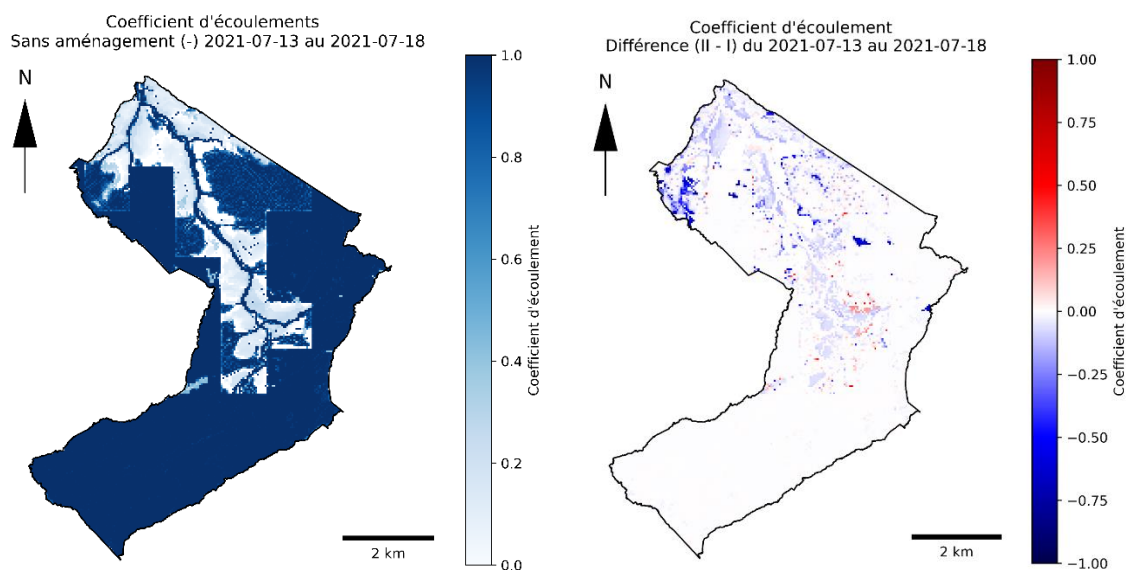 Coefficient d'écoulements
Sans aménagement (-) 2021-07-13 au 2021-07-18
N
1.0
0.8
0.6
0.4
0.2
0.0
Coefficient d'écoulement
2 km
Coefficient d'écoulement
Différence (II - I) du 2021-07-13 au 2021-07-18
N
1.00
0.75
0.50
0.25
0.00
−0.25
−0.50
−0.75
−1.00
Coefficient d'écoulement
2 km